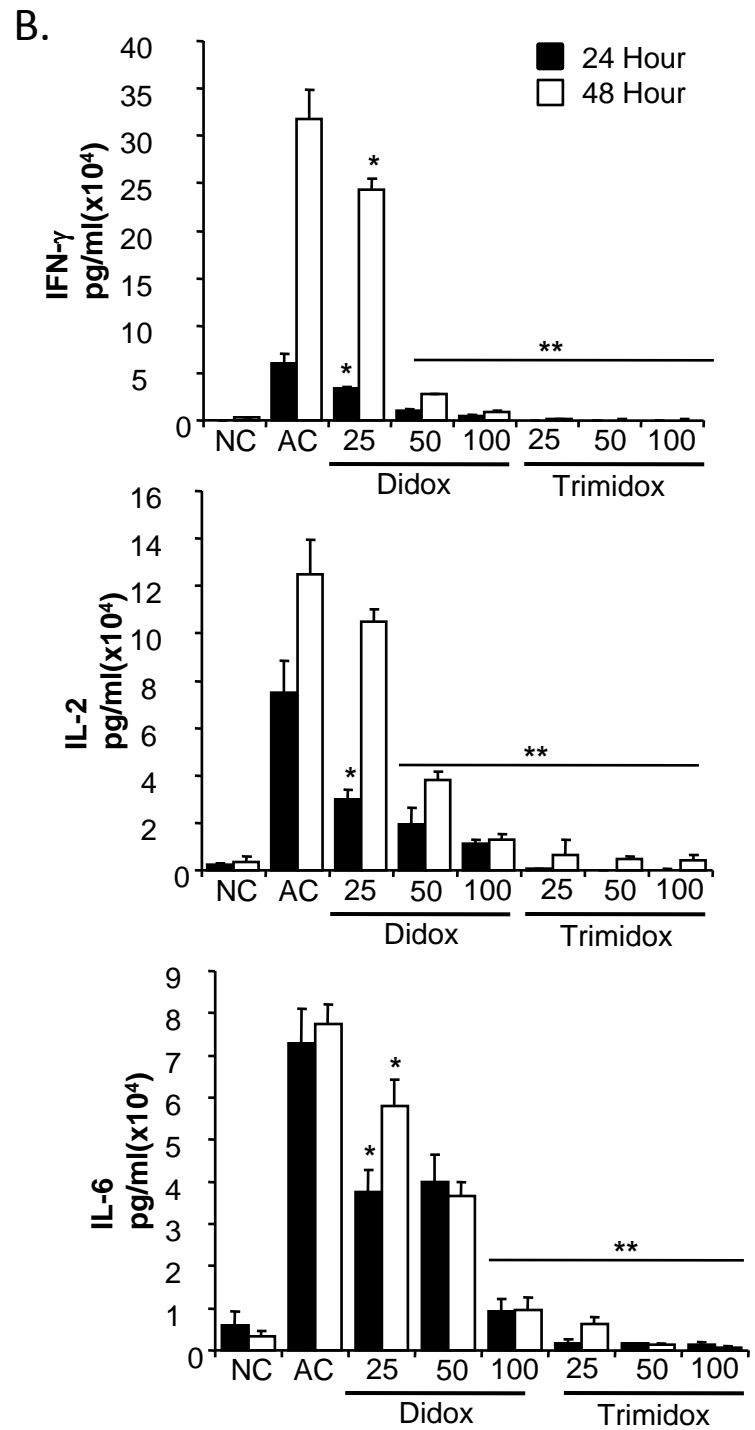 B.
24 Hour
48 Hour
IFN-γ
pg/ml(x10⁴)
40
35
30
25
20
15
10
5
0
*
*
**
NC AC 25 50 100 25 50 100
Didox Trimidox
IL-2
pg/ml(x10⁴)
16
14
12
10
8
6
4
2
0
*
**
NC AC 25 50 100 25 50 100
Didox Trimidox
IL-6
pg/ml(x10⁴)
9
8
7
6
5
4
3
2
1
0
*
*
**
NC AC 25 50 100 25 50 100
Didox Trimidox